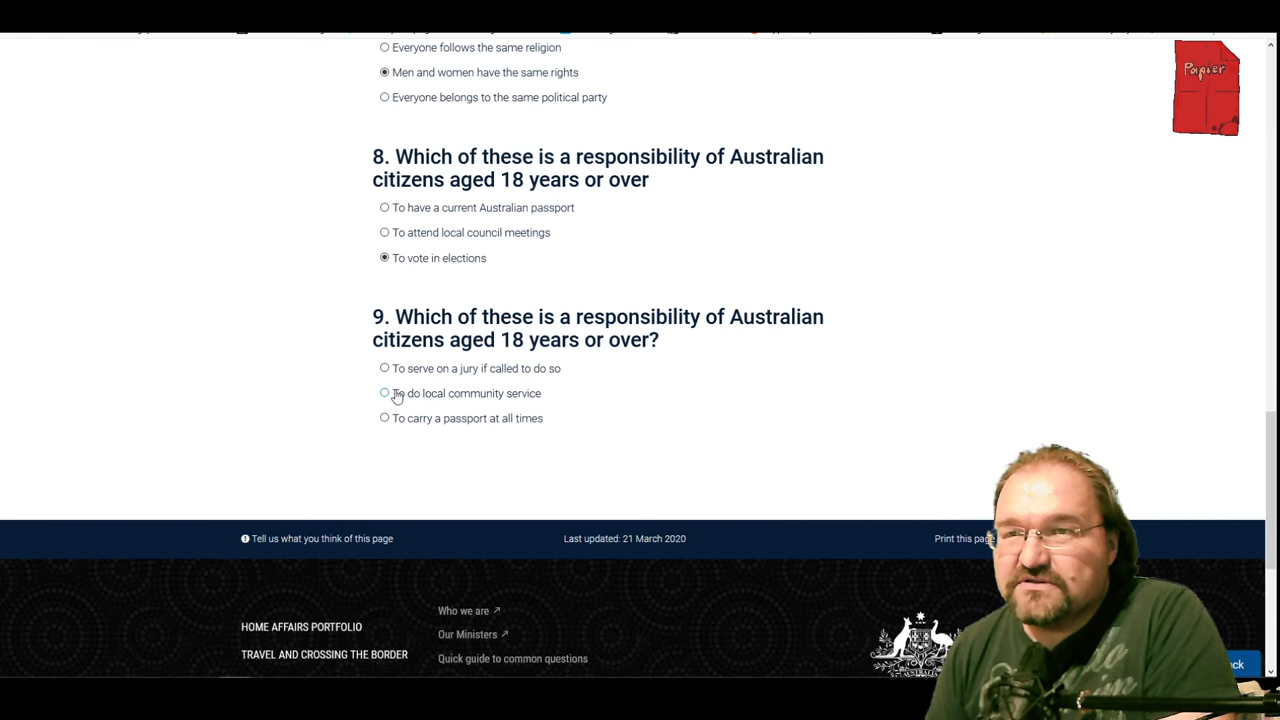 Everyone follows the same religion
Men and women have the same rights
Everyone belongs to the same political party
Papier
8. Which of these is a responsibility of Australian
citizens aged 18 years or over
To have a current Australian passport
To attend local council meetings
To vote in elections
9. Which of these is a responsibility of Australian
citizens aged 18 years or over?
To serve on a jury if called to do so
To do local community service
To carry a passport at all times
Tell us what you think of this page
Last updated: 21 March 2020
Print this page
Who we are
HOME AFFAIRS PORTFOLIO
Our Ministers
TRAVEL AND CROSSING THE BORDER
Quick guide to common questions